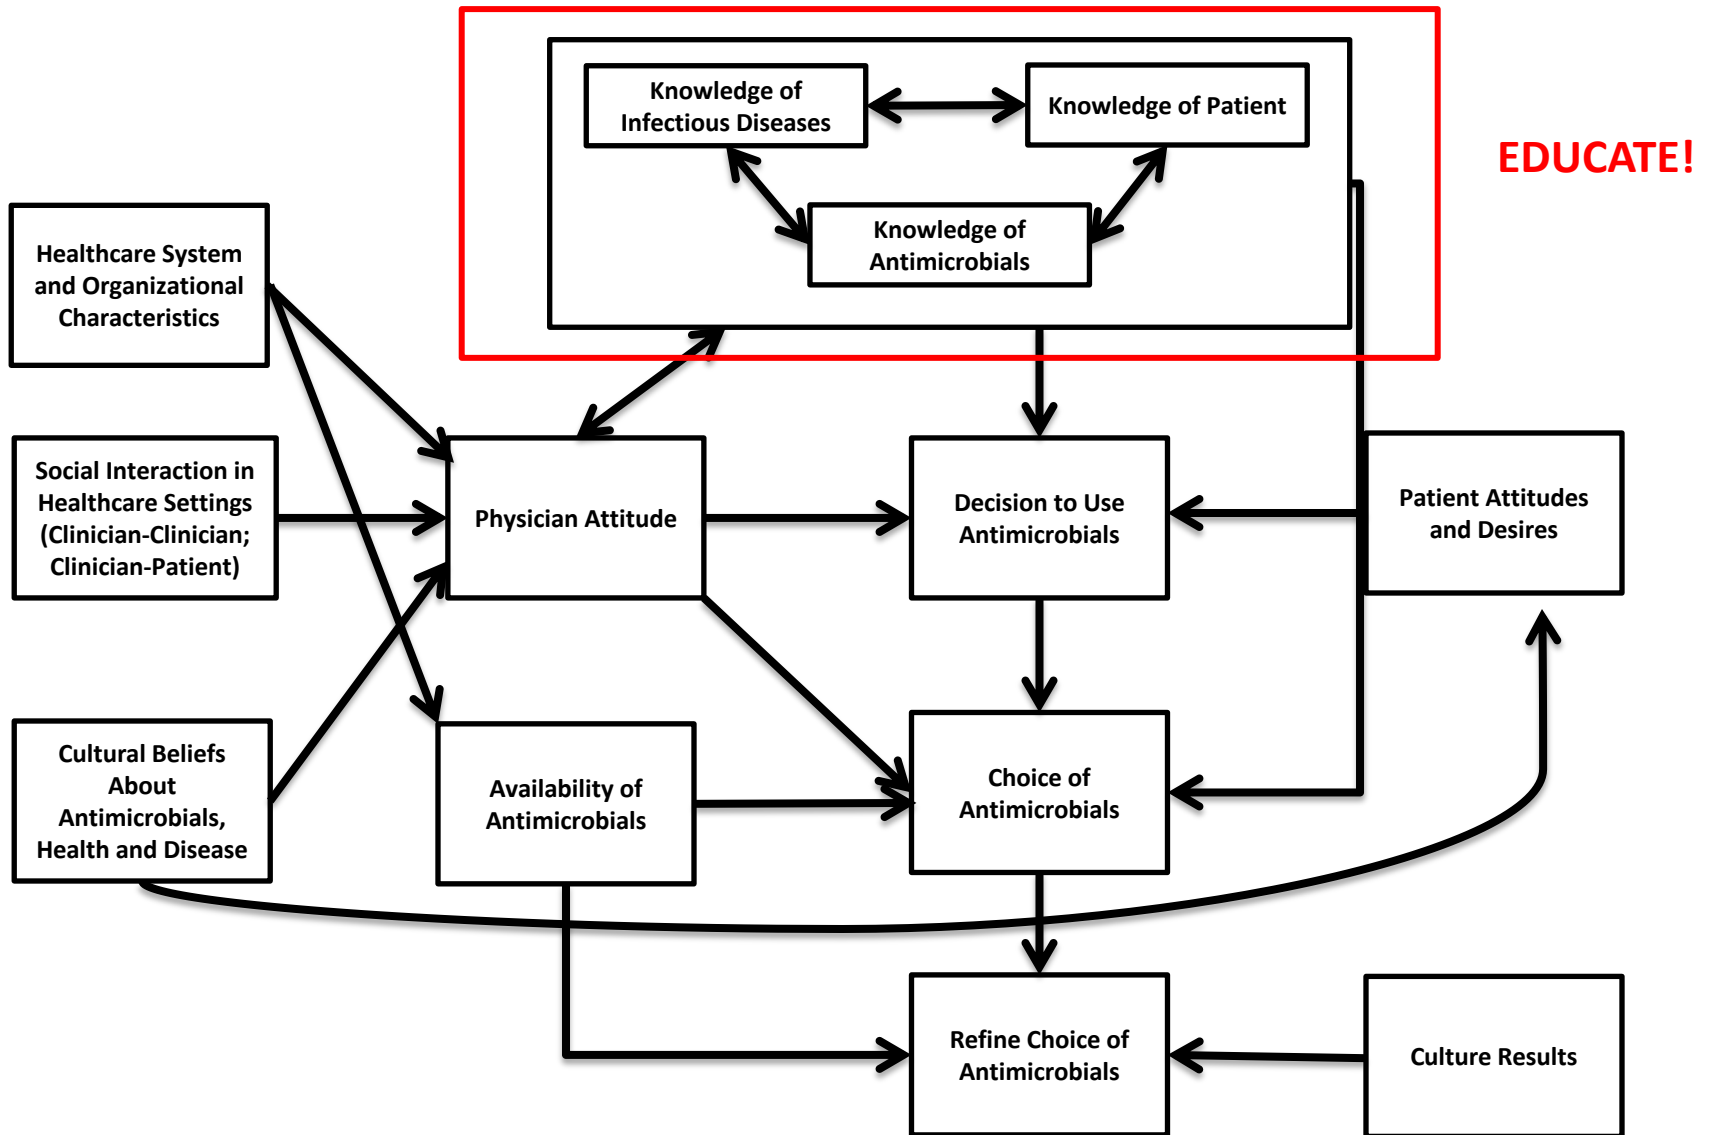 Knowledge of
Infectious Diseases
Knowledge of Patient
EDUCATE!
Knowledge of
Antimicrobials
Healthcare System
and Organizational
Characteristics
Social Interaction in
Healthcare Settings
(Clinician-Clinician;
Clinician-Patient)
Physician Attitude
Decision to Use
Antimicrobials
Patient Attitudes
and Desires
Cultural Beliefs
About
Antimicrobials,
Health and Disease
Availability of
Antimicrobials
Choice of
Antimicrobials
Refine Choice of
Antimicrobials
Culture Results